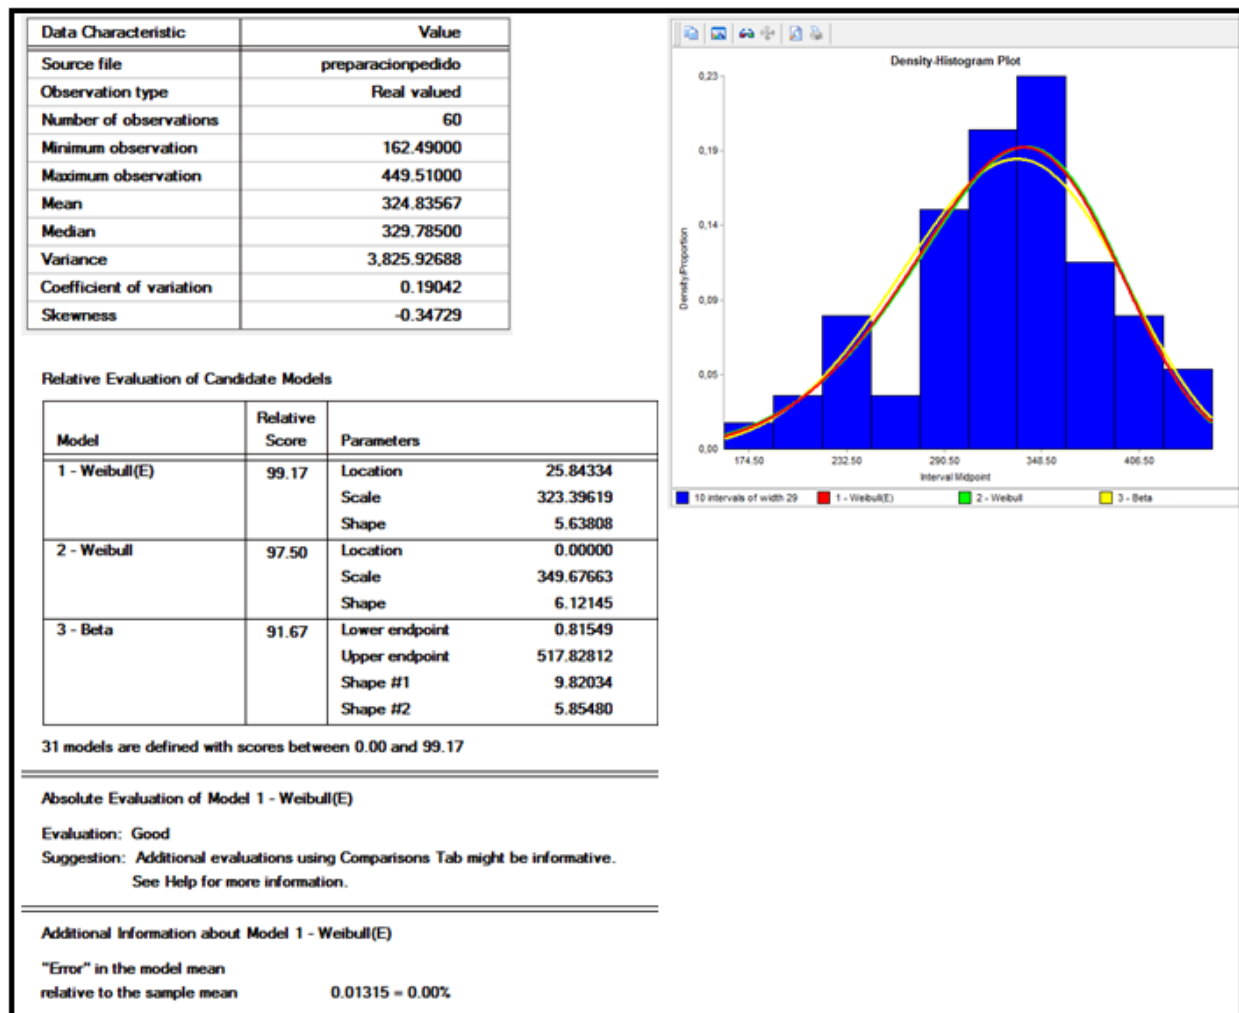 Data Characteristic Value
Source file preparacionpedido
Observation type Real valued
Number of observations 60
Minimum observation 162.49000
Maximum observation 449.51000
Mean 324.83567
Median 329.78500
Variance 3,825.92688
Coefficient of variation 0.19042
Skewness -0.34729
Relative Evaluation of Candidate Models
Model Relative Score Parameters
1 - Weibull(E) 99.17 Location 25.84334
Scale 323.39619
Shape 5.63808
2 - Weibull 97.50 Location 0.00000
Scale 349.67663
Shape 6.12145
3 - Beta 91.67 Lower endpoint 0.81549
Upper endpoint 517.82812
Shape #1 9.82034
Shape #2 5.85480
31 models are defined with scores between 0.00 and 99.17
Absolute Evaluation of Model 1 - Weibull(E)
Evaluation: Good
Suggestion: Additional evaluations using Comparisons Tab might be informative.
See Help for more information.
Additional Information about Model 1 - Weibull(E)
"Error" in the model mean
relative to the sample mean 0.01315 = 0.00%
Density-Histogram Plot
Density/Proportion
0,23
0,19
0,14
0,09
0,05
0,00
174.50 232.50 290.50 348.50 406.50
Interval Midpoint
10 intervals of width 29 1 - Weibull(E) 2 - Weibull 3 - Beta